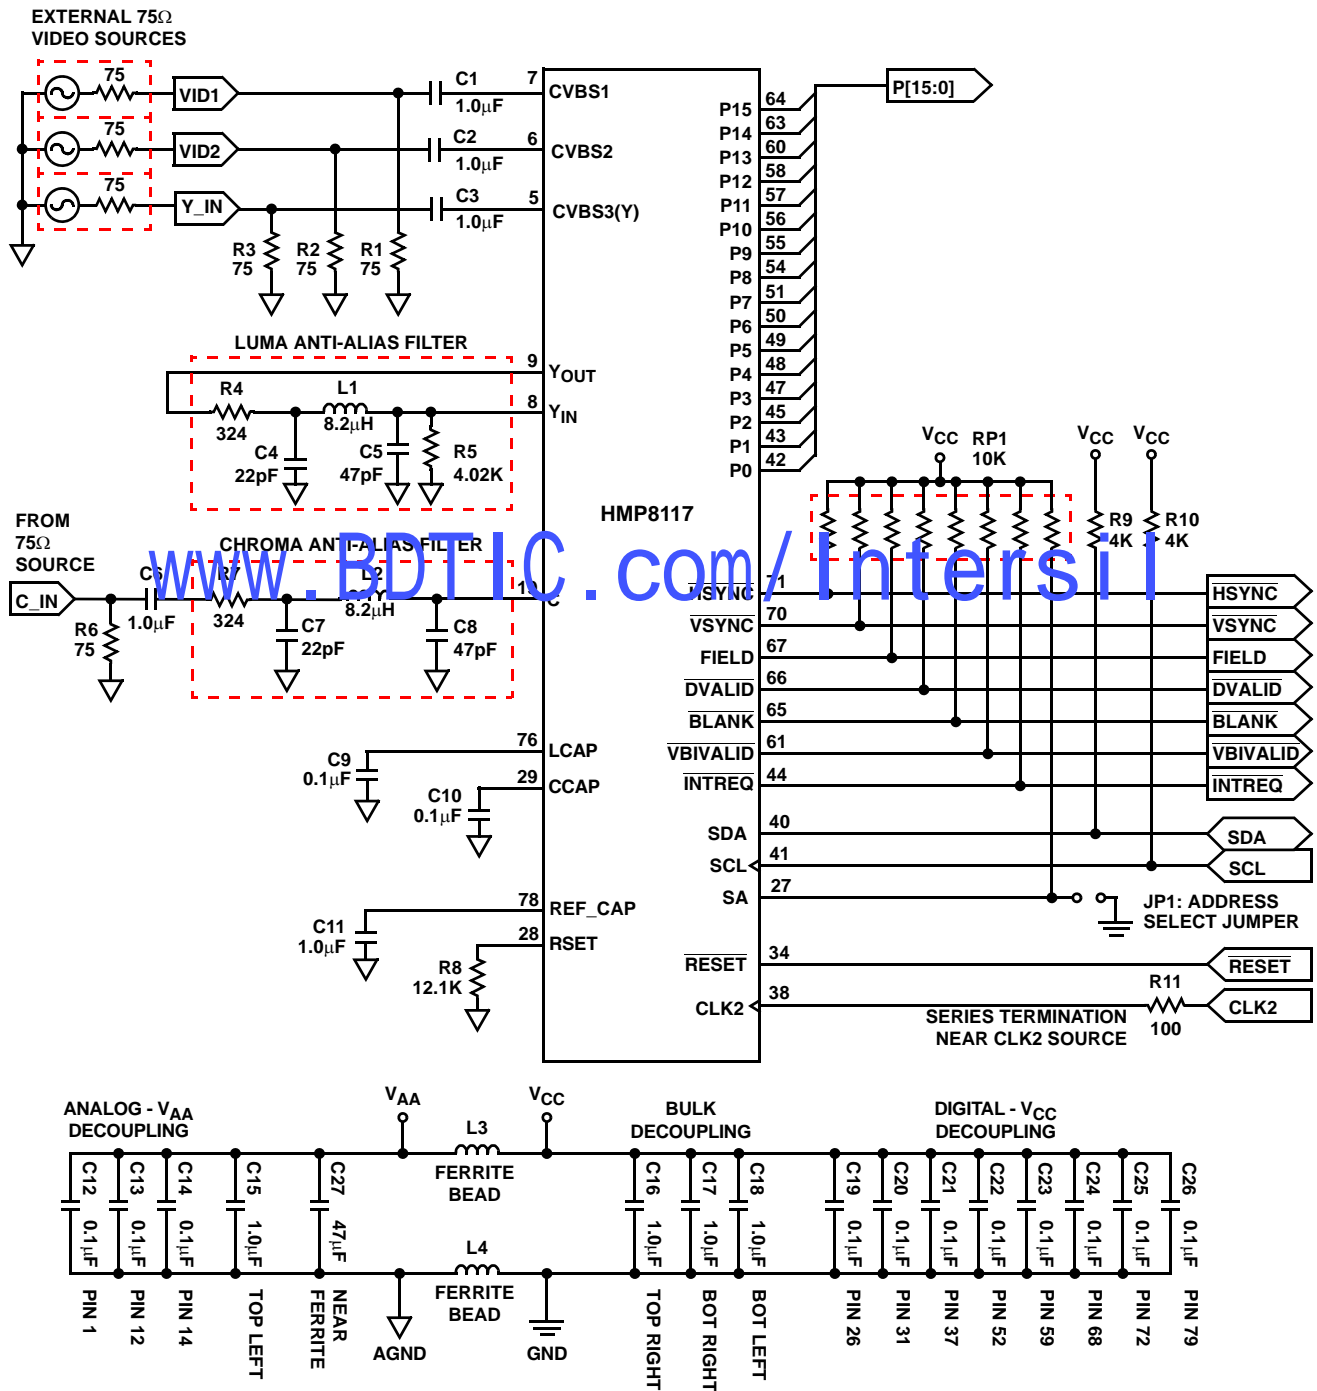 EXTERNAL 75Ω
VIDEO SOURCES
75
VID1
C1
1.0µF
7
CVBS1
75
VID2
C2
1.0µF
6
CVBS2
75
Y_IN
C3
1.0µF
5
CVBS3(Y)
R3
75
R2
75
R1
75
P[15:0]
P15 64
P14 63
P13 60
P12 58
P11 57
P10 56
P9 55
P8 54
P7 51
P6 50
P5 49
P4 48
P3 47
P2 45
P1 43
P0 42
LUMA ANTI-ALIAS FILTER
9
YOUT
R4
324
L1
8.2µH
8
YIN
C4
22pF
C5
47pF
R5
4.02K
HMP8117
VCC
RP1
10K
VCC
VCC
R9
4K
R10
4K
FROM
75Ω
SOURCE
C_IN
R6
75
CHROMA ANTI-ALIAS FILTER
C6
1.0µF
R7
324
L2
8.2µH
19
C
C7
22pF
C8
47pF
www.BDTIC.com/Intersil
HSYNC 71 HSYNC
VSYNC 70 VSYNC
FIELD 67 FIELD
DVALID 66 DVALID
BLANK 65 BLANK
VBIVALID 61 VBIVALID
INTREQ 44 INTREQ
SDA 40 SDA
SCL 41 SCL
SA 27
JP1: ADDRESS
SELECT JUMPER
RESET 34 RESET
CLK2 38
R11
100
CLK2
SERIES TERMINATION
NEAR CLK2 SOURCE
76
LCAP
C9
0.1µF
29
CCAP
C10
0.1µF
78
REF_CAP
C11
1.0µF
28
RSET
R8
12.1K
ANALOG - VAA
DECOUPLING
VAA
L3
FERRITE
BEAD
VCC
BULK
DECOUPLING
DIGITAL - VCC
DECOUPLING
C12 0.1µF PIN 1
C13 0.1µF PIN 12
C14 0.1µF PIN 14
C15 1.0µF TOP LEFT
C27 47µF NEAR
FERRITE
AGND
L4
FERRITE
BEAD
GND
C16 1.0µF TOP RIGHT
C17 1.0µF BOT RIGHT
C18 1.0µF BOT LEFT
C19 0.1µF PIN 26
C20 0.1µF PIN 31
C21 0.1µF PIN 37
C22 0.1µF PIN 52
C23 0.1µF PIN 59
C24 0.1µF PIN 68
C25 0.1µF PIN 72
C26 0.1µF PIN 79